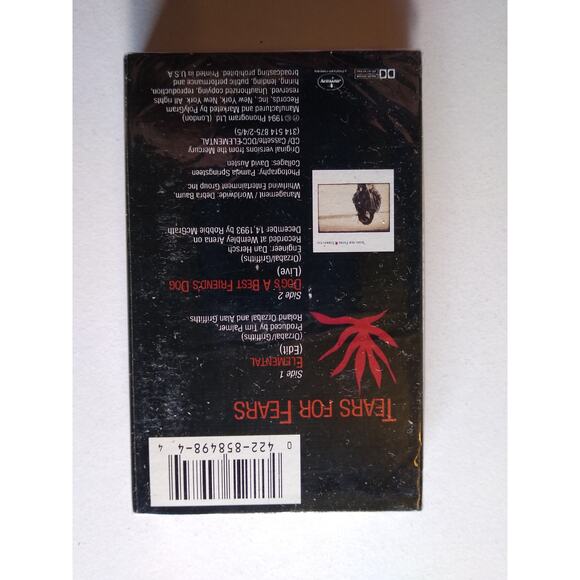 0 422-858498-4 4
TEARS FOR FEARS
Side 1
ELEMENTAL
(Edit)
(Orzabal/Griffiths)
Produced by Tim Palmer,
Roland Orzabal and Alan Griffiths
Side 2
DOG'S A BEST FRIEND'S DOG
(Live)
(Orzabal/Griffiths)
Engineer: Dan Hersch
Recorded at Wembley Arena on
December 14, 1993 by Robbie McGrath
Management / Worldwide: Debra Baum,
Whirlwind Entertainment Group Inc.
Photography: Pamela Springsteen
Collages: David Austen
Original versions from the Mercury
CD/ Cassette/DCC-ELEMENTAL
(314 514 875-2/4/5)
℗© 1994 Phonogram Ltd. (London)
Manufactured and Marketed by PolyGram
Records, Inc., New York, New York All rights
reserved. Unauthorized copying, reproduction,
hiring, lending, public performance and
broadcasting prohibited. Printed in U.S.A.
mercury